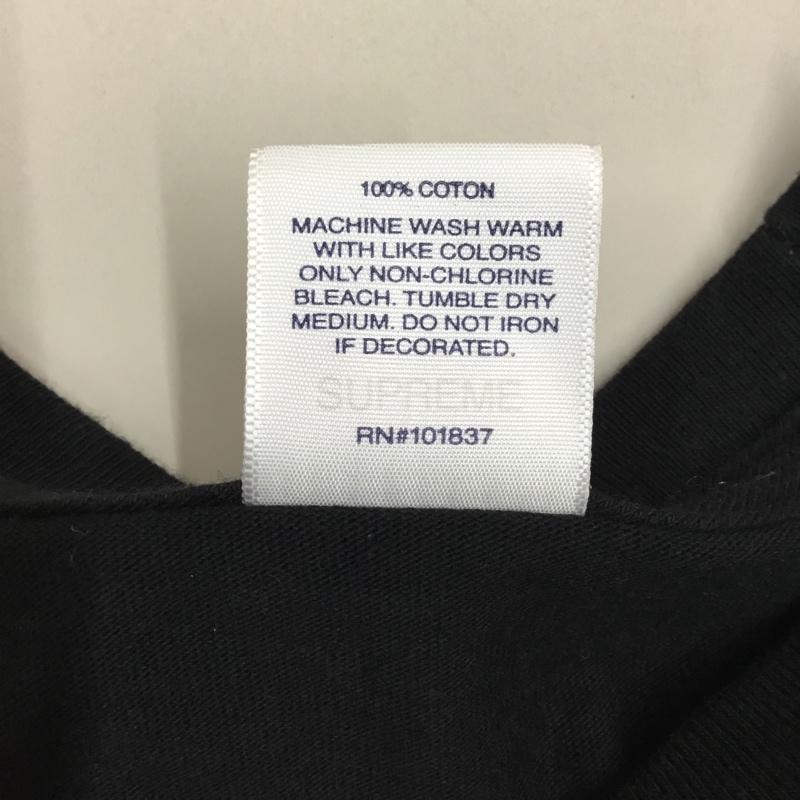 100% COTON
MACHINE WASH WARM
WITH LIKE COLORS
ONLY NON-CHLORINE
BLEACH. TUMBLE DRY
MEDIUM. DO NOT IRON
IF DECORATED.
SUPREME
RN#101837